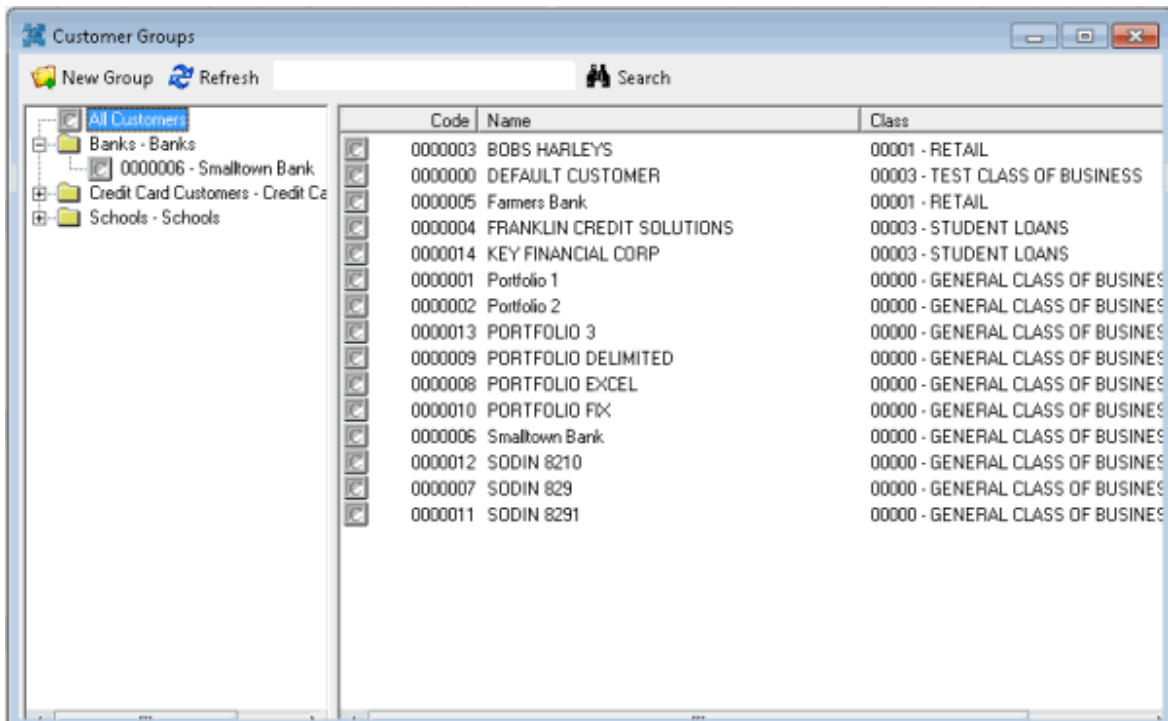 Customer Groups
New Group Refresh Search
All Customers
Banks - Banks
0000006 - Smalltown Bank
Credit Card Customers - Credit Ca
Schools - Schools
Code Name Class
0000003 BOBS HARLEYS 00001 - RETAIL
0000000 DEFAULT CUSTOMER 00003 - TEST CLASS OF BUSINESS
0000005 Farmers Bank 00001 - RETAIL
0000004 FRANKLIN CREDIT SOLUTIONS 00003 - STUDENT LOANS
0000014 KEY FINANCIAL CORP 00003 - STUDENT LOANS
0000001 Portfolio 1 00000 - GENERAL CLASS OF BUSINES
0000002 Portfolio 2 00000 - GENERAL CLASS OF BUSINES
0000013 PORTFOLIO 3 00000 - GENERAL CLASS OF BUSINES
0000009 PORTFOLIO DELIMITED 00000 - GENERAL CLASS OF BUSINES
0000008 PORTFOLIO EXCEL 00000 - GENERAL CLASS OF BUSINES
0000010 PORTFOLIO FIX 00000 - GENERAL CLASS OF BUSINES
0000006 Smalltown Bank 00000 - GENERAL CLASS OF BUSINES
0000012 SODIN 8210 00000 - GENERAL CLASS OF BUSINES
0000007 SODIN 829 00000 - GENERAL CLASS OF BUSINES
0000011 SODIN 8291 00000 - GENERAL CLASS OF BUSINES